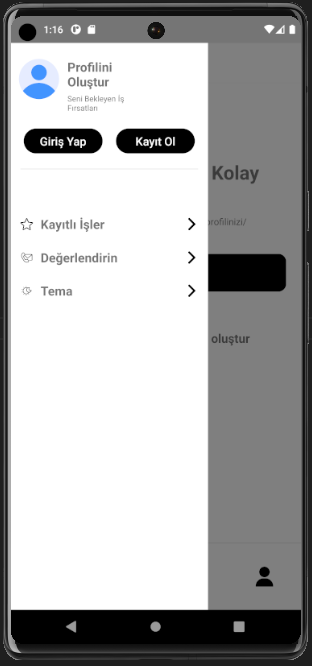 1:16
Profilini
Oluştur
Seni Bekleyen İş
Fırsatları
Giriş Yap
Kayıt Ol
Kolay
profilinizi/
Kayıtlı İşler
Değerlendirin
Tema
oluştur